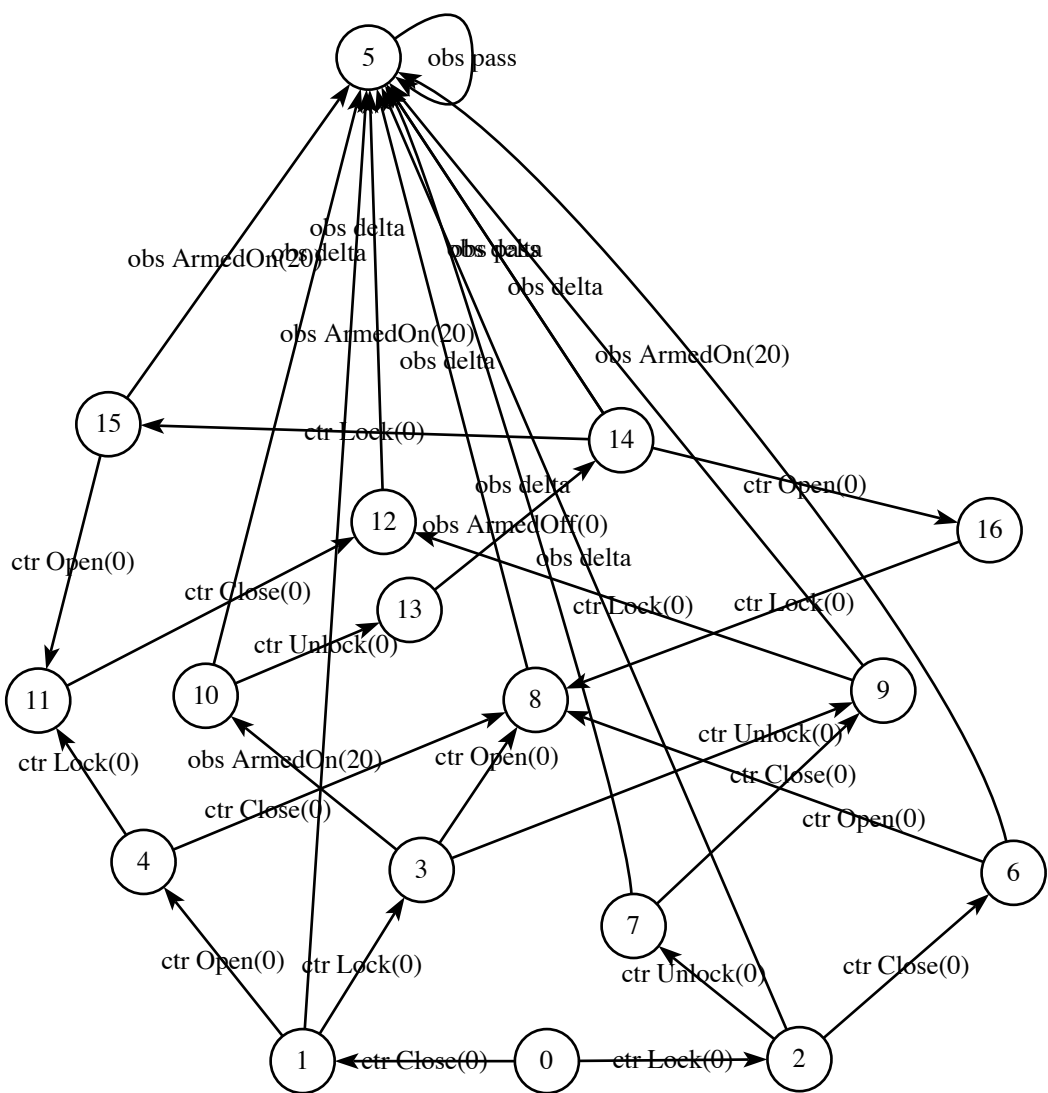 5
obs pass
obs delta
obs delta
obs pass
obs delta
obs ArmedOn(20)
obs delta
obs ArmedOn(20)
obs ArmedOn(20)
obs delta
15
14
ctr Lock(0)
obs delta
ctr Open(0)
12
obs ArmedOff(0)
16
ctr Open(0)
obs delta
ctr Close(0)
13
ctr Lock(0)
ctr Lock(0)
ctr Unlock(0)
11
10
8
9
ctr Unlock(0)
ctr Lock(0)
obs ArmedOn(20)
ctr Open(0)
ctr Close(0)
ctr Close(0)
ctr Open(0)
4
3
6
7
ctr Open(0)
ctr Lock(0)
ctr Unlock(0)
ctr Close(0)
1
ctr Close(0)
0
ctr Lock(0)
2